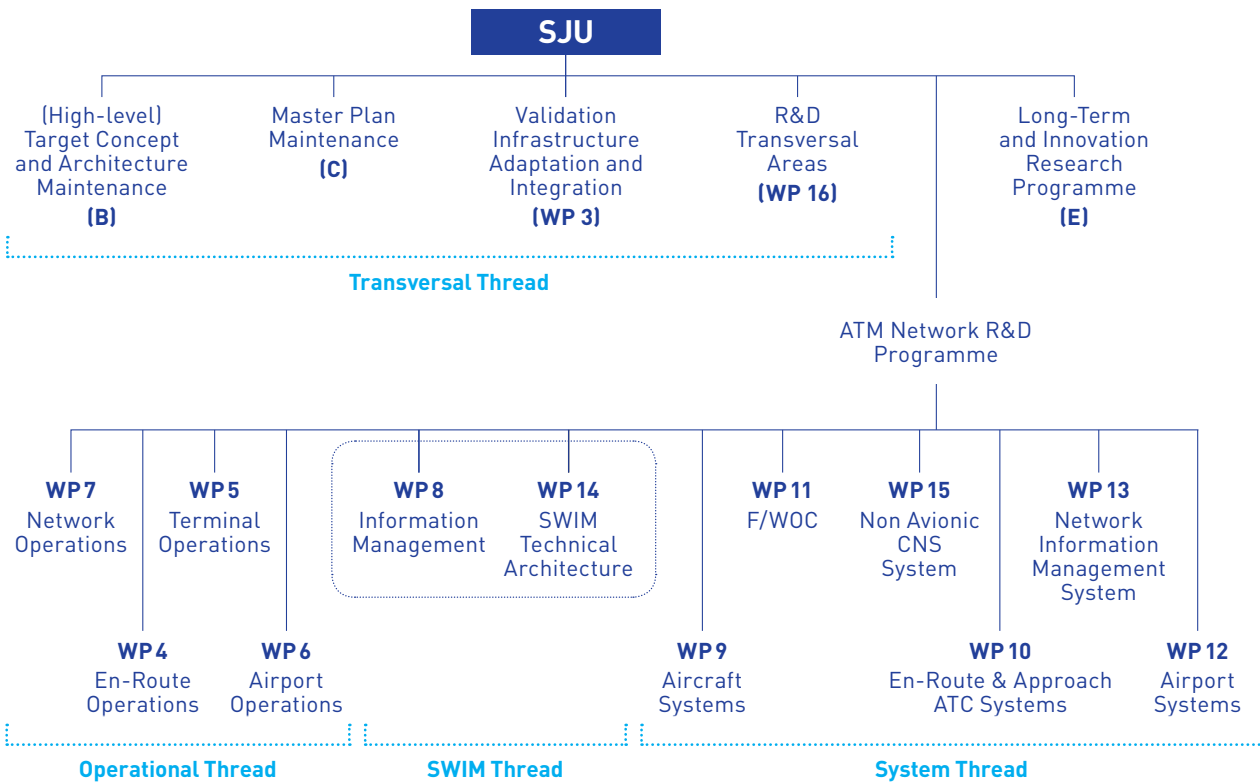 SJU
(High-level)
Target Concept
and Architecture
Maintenance
(B)
Master Plan
Maintenance
(C)
Validation
Infrastructure
Adaptation and
Integration
(WP 3)
R&D
Transversal
Areas
(WP 16)
Long-Term
and Innovation
Research
Programme
(E)
Transversal Thread
ATM Network R&D
Programme
WP 7
Network
Operations
WP 5
Terminal
Operations
WP 8
Information
Management
WP 14
SWIM
Technical
Architecture
WP 11
F/WOC
WP 15
Non Avionic
CNS
System
WP 13
Network
Information
Management
System
WP 4
En-Route
Operations
WP 6
Airport
Operations
WP 9
Aircraft
Systems
WP 10
En-Route & Approach
ATC Systems
WP 12
Airport
Systems
Operational Thread
SWIM Thread
System Thread